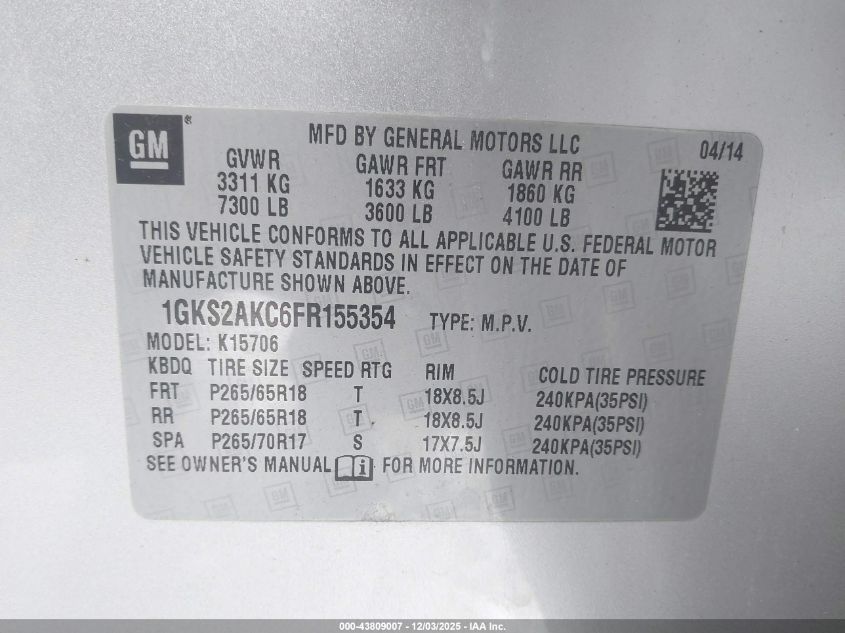 GM ®
MFD BY GENERAL MOTORS LLC 04/14
GVWR GAWR FRT GAWR RR
3311 KG 1633 KG 1860 KG
7300 LB 3600 LB 4100 LB
THIS VEHICLE CONFORMS TO ALL APPLICABLE U.S. FEDERAL MOTOR
VEHICLE SAFETY STANDARDS IN EFFECT ON THE DATE OF
MANUFACTURE SHOWN ABOVE.
1GKS2AKC6FR155354 TYPE: M.P.V.
MODEL: K15706
KBDQ TIRE SIZE SPEED RTG RIM COLD TIRE PRESSURE
FRT P265/65R18 T 18X8.5J 240KPA(35PSI)
RR P265/65R18 T 18X8.5J 240KPA(35PSI)
SPA P265/70R17 S 17X7.5J 240KPA(35PSI)
SEE OWNER'S MANUAL FOR MORE INFORMATION.
000-43809007 - 12/03/2025 - IAA Inc.